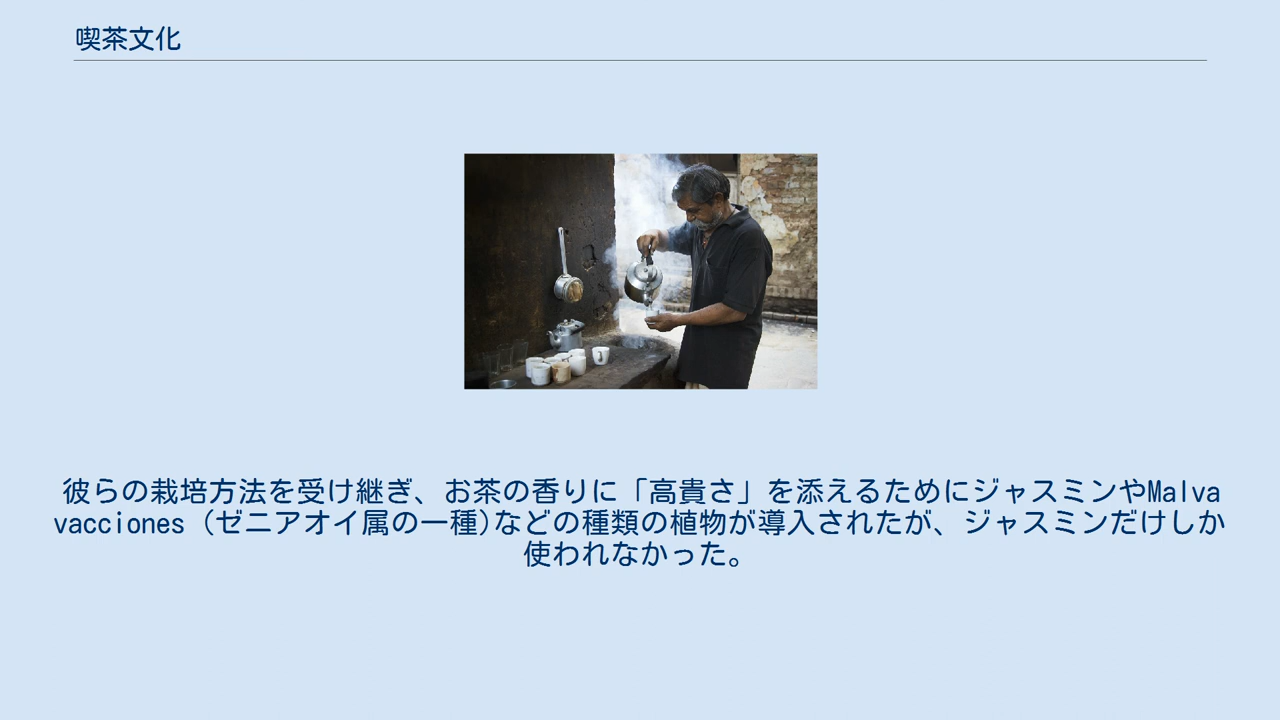 喫茶文化
彼らの栽培方法を受け継ぎ、お茶の香りに「高貴さ」を添えるためにジャスミンやMalva
vacciones (ゼニアオイ属の一種)などの種類の植物が導入されたが、ジャスミンだけしか
使われなかった。